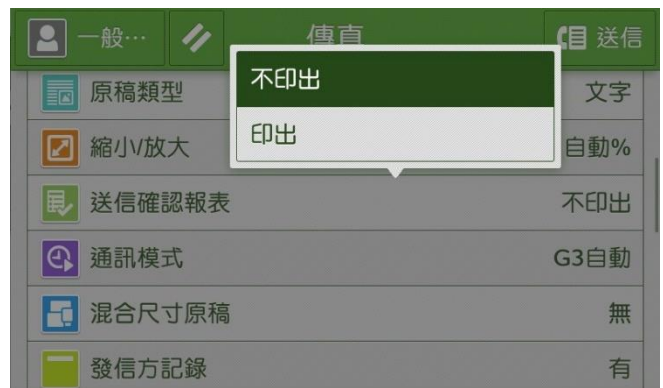 一般… 傳真 送信
不印出
印出
原稿類型 文字
縮小/放大 自動%
送信確認報表 不印出
通訊模式 G3自動
混合尺寸原稿 無
發信方記錄 有